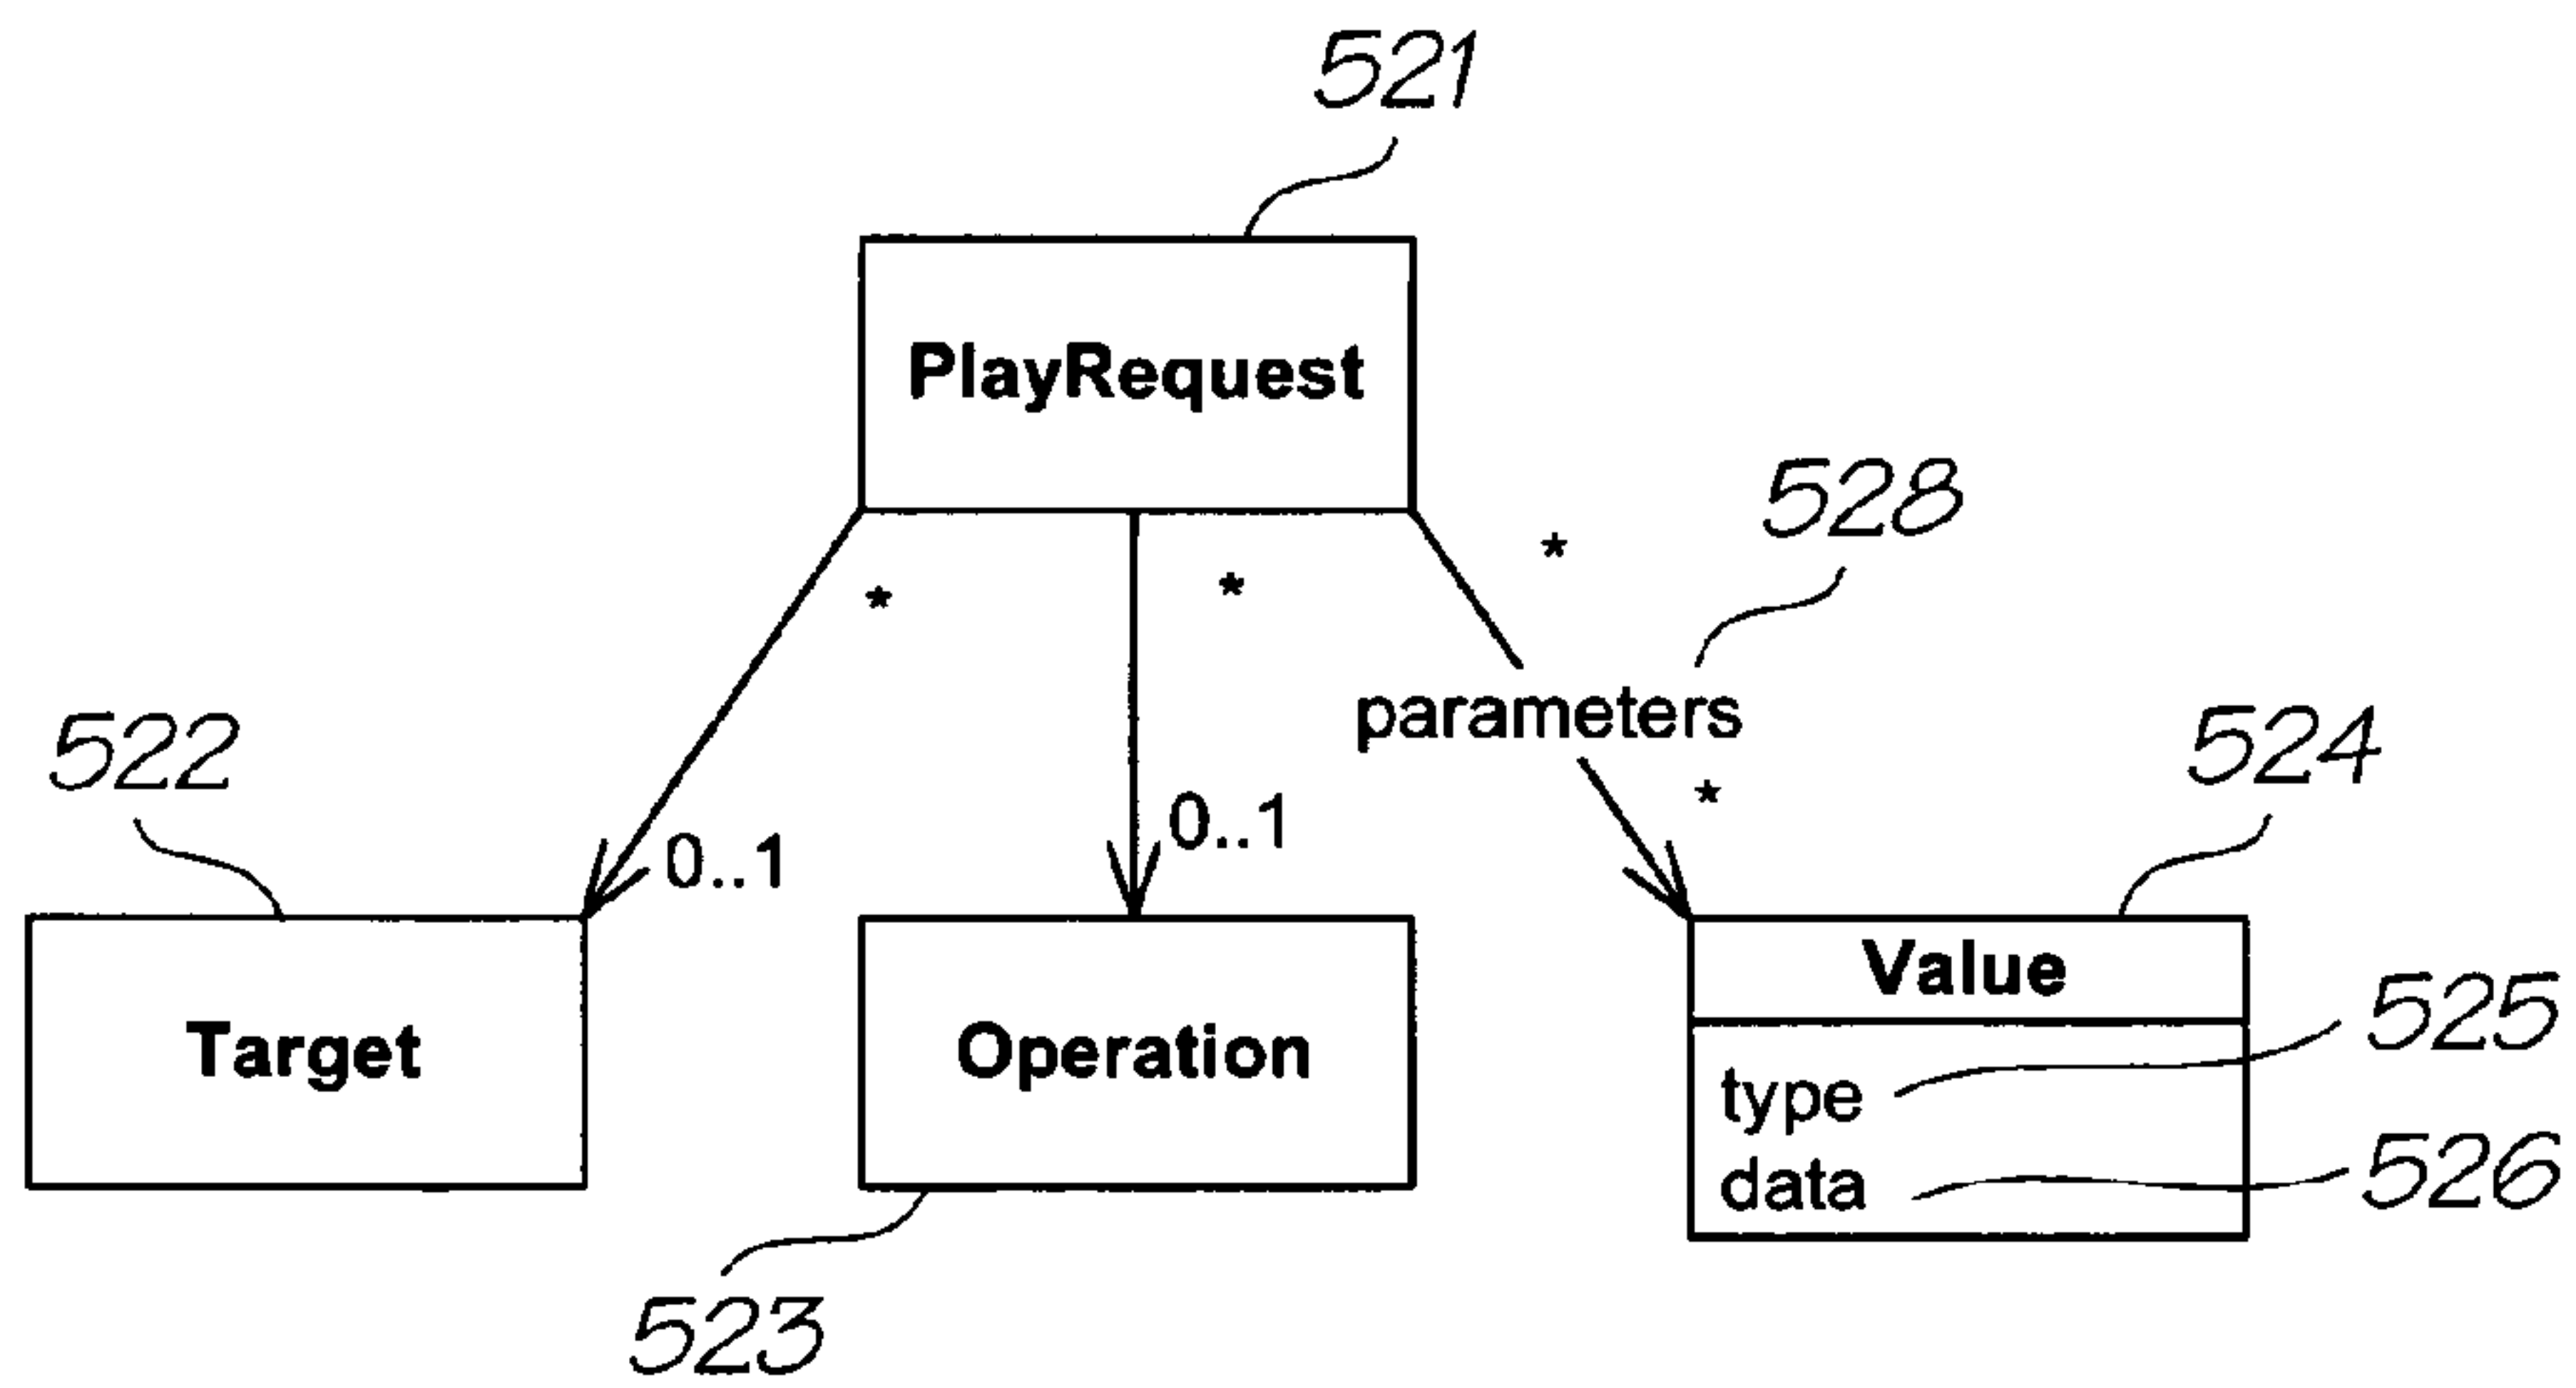 521
PlayRequest
528
*
* *
parameters
522
524
*
0..1 0..1
Value
Target
Operation
type
525
data
526
523